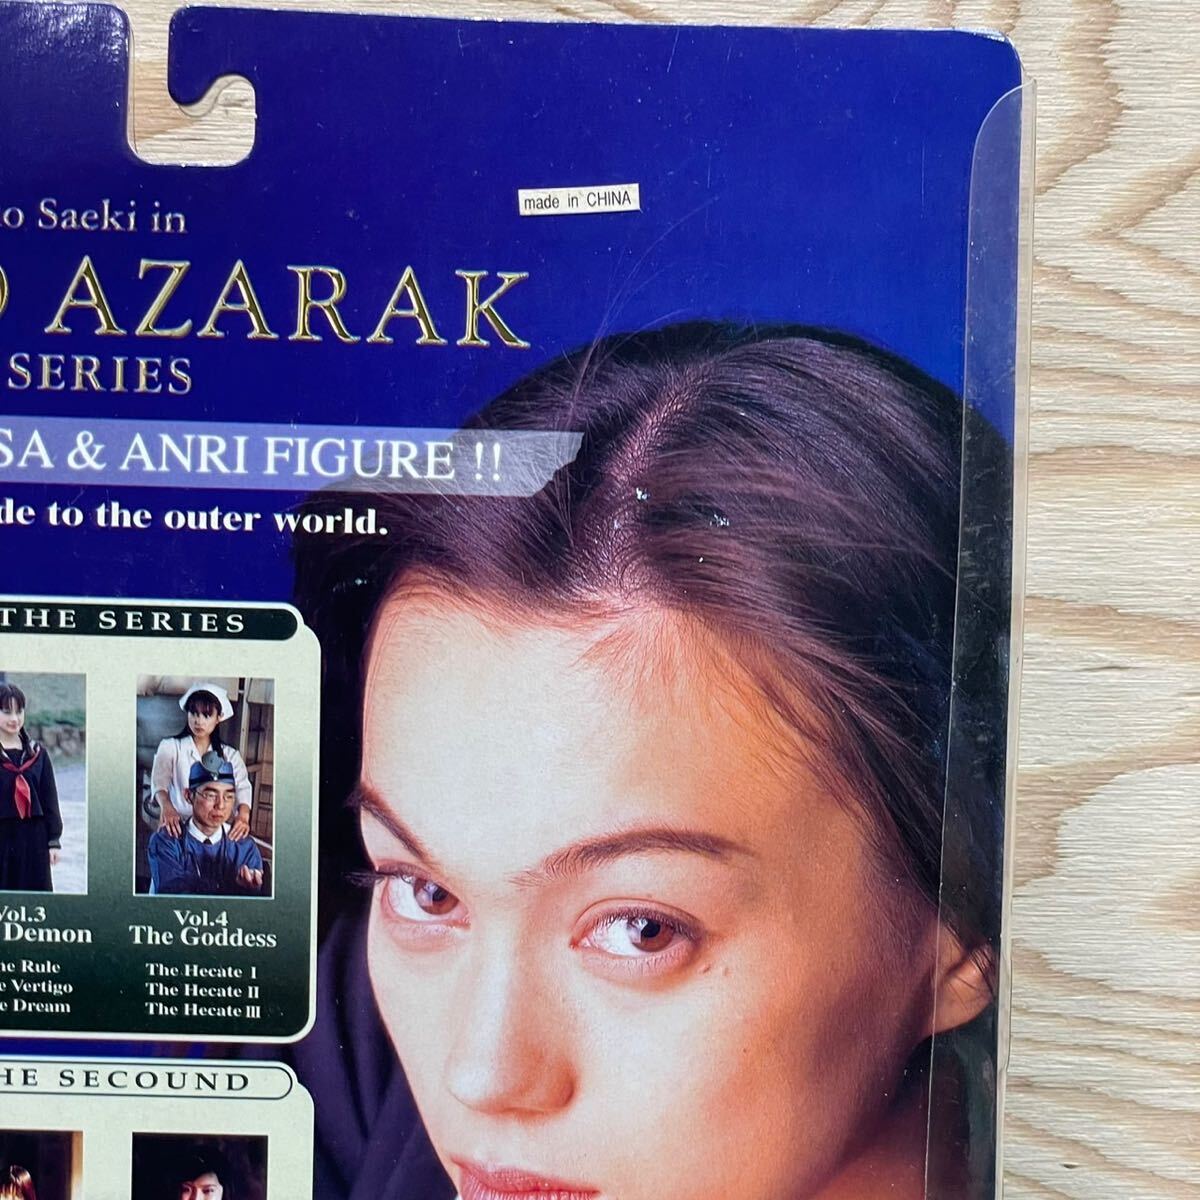 made in CHINA
o Saeki in
AZARAK
SERIES
SA & ANRI FIGURE !!
de to the outer world.
THE SERIES
Vol.3
Demon
ne Rule
e Vertigo
e Dream
Vol.4
The Goddess
The Hecate I
The Hecate II
The Hecate III
HE SECOUND